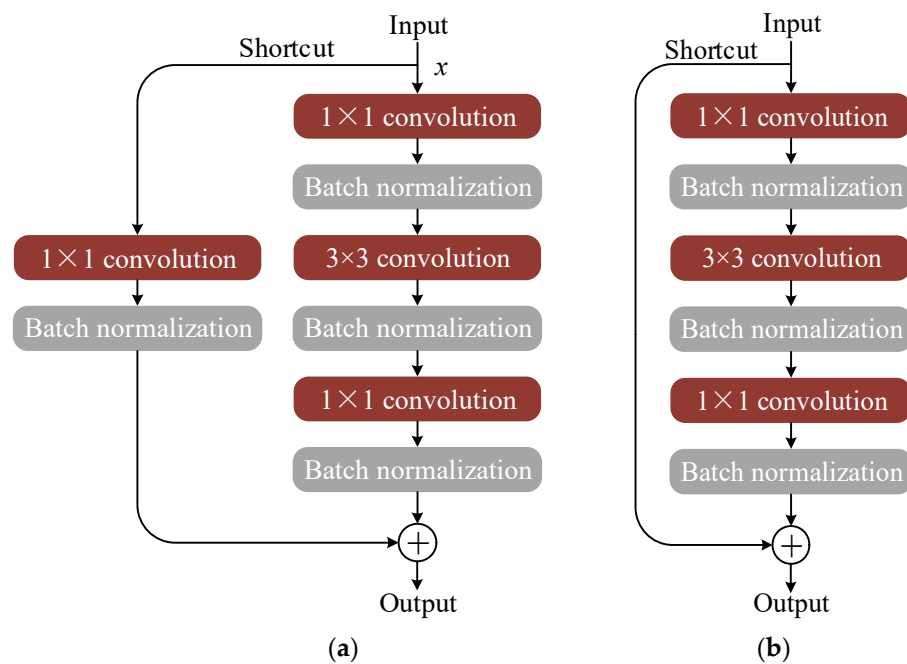 Input
Shortcut
x
1×1 convolution
Batch normalization
1×1 convolution
3×3 convolution
Batch normalization
Batch normalization
1×1 convolution
Batch normalization
+
Output
(a)
Input
Shortcut
1×1 convolution
Batch normalization
3×3 convolution
Batch normalization
1×1 convolution
Batch normalization
+
Output
(b)